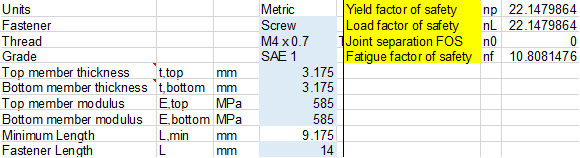 Units Metric Yield factor of safety np 22.1479864
Fastener Screw Load factor of safety nL 22.1479864
Thread M4 x 0.7 Joint separation FOS n0 0
Grade SAE 1 Fatigue factor of safety nf 10.8081476
Top member thickness t,top mm 3.175
Bottom member thickness t,bottom mm 3.175
Top member modulus E,top MPa 585
Bottom member modulus E,bottom MPa 585
Minimum Length L,min mm 9.175
Fastener Length L mm 14